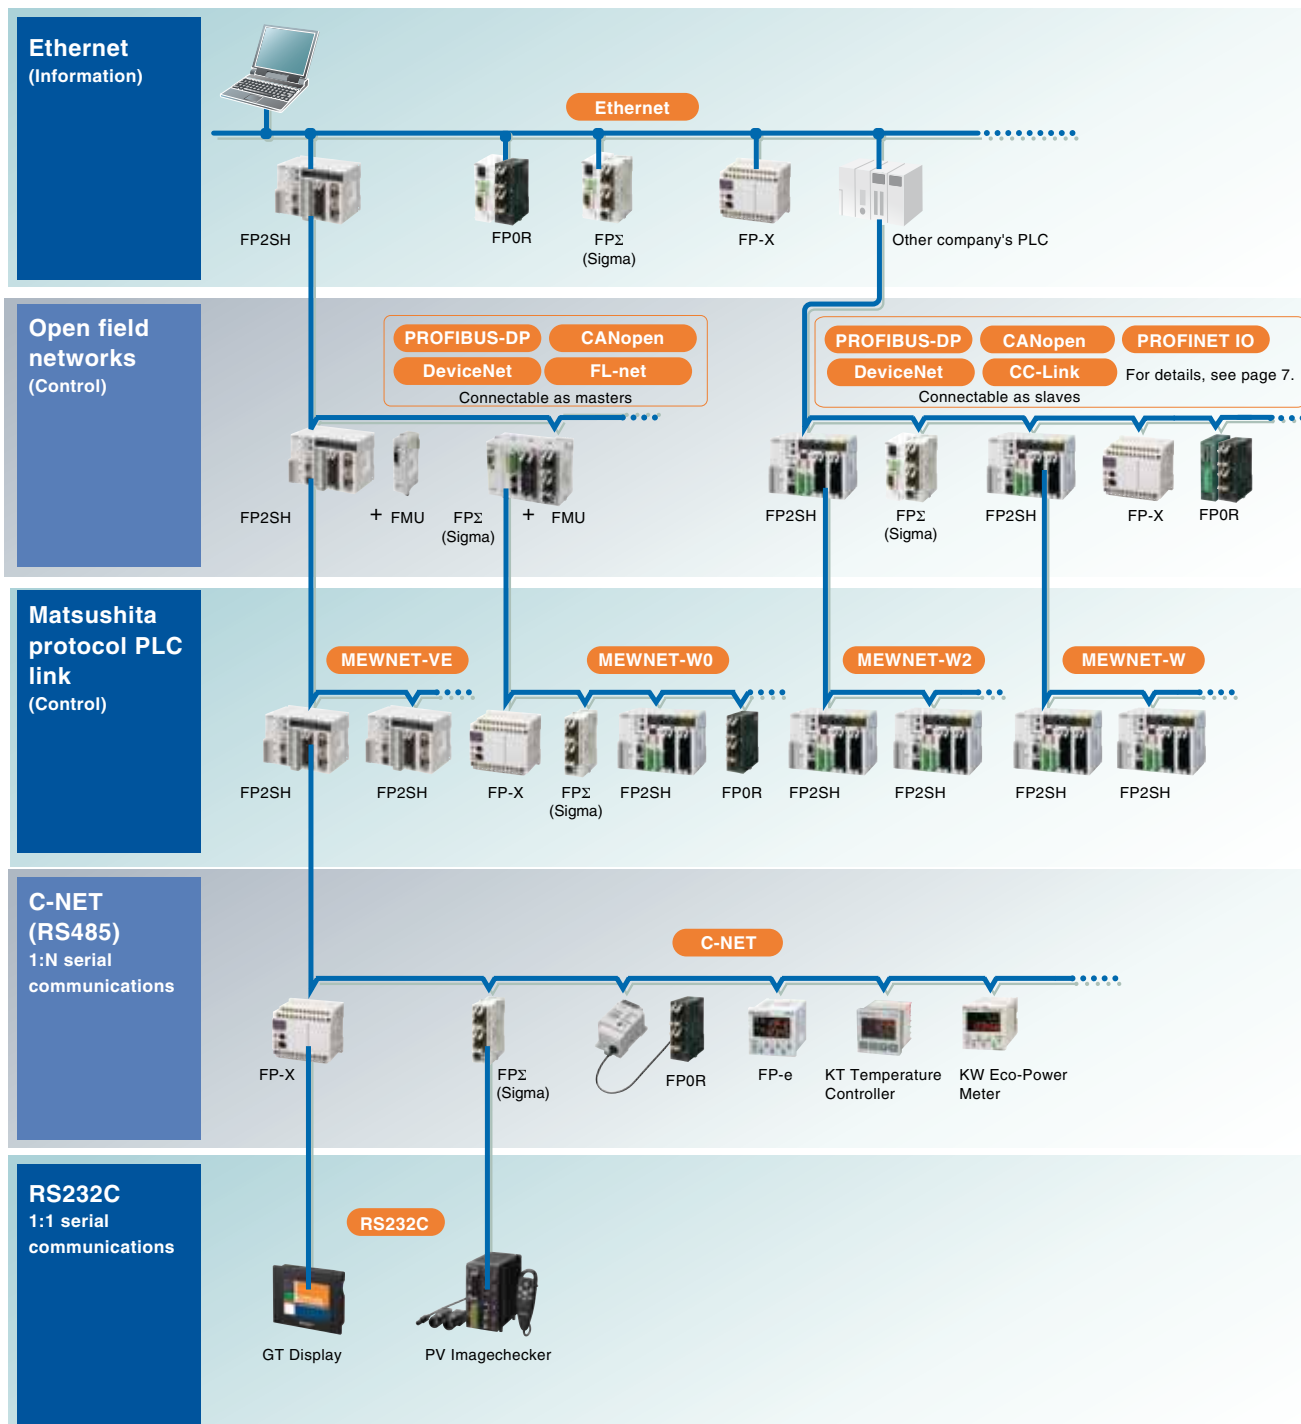 Ethernet
(Information)
Ethernet
FP2SH
FP0R
FPΣ
(Sigma)
FP-X
Other company's PLC
Open field
networks
(Control)
PROFIBUS-DP CANopen
DeviceNet FL-net
Connectable as masters
PROFIBUS-DP CANopen PROFINET IO
DeviceNet CC-Link For details, see page 7.
Connectable as slaves
FP2SH + FMU
FPΣ + FMU
(Sigma)
FP2SH
FPΣ
(Sigma)
FP2SH
FP-X
FP0R
Matsushita
protocol PLC
link
(Control)
MEWNET-VE
MEWNET-W0
MEWNET-W2
MEWNET-W
FP2SH
FP2SH
FP-X
FPΣ
(Sigma)
FP2SH
FP0R
FP2SH
FP2SH
FP2SH
FP2SH
C-NET
(RS485)
1:N serial
communications
C-NET
FP-X
FPΣ
(Sigma)
FP0R
FP-e
KT Temperature
Controller
KW Eco-Power
Meter
RS232C
1:1 serial
communications
RS232C
GT Display
PV Imagechecker